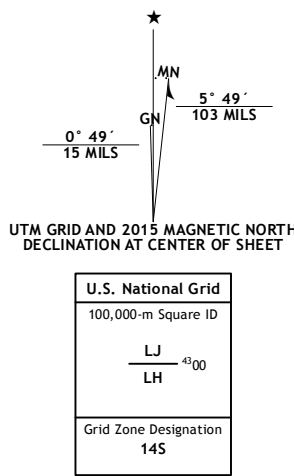 ★
MN
GN
0° 49´
15 MILS
5° 49´
103 MILS
UTM GRID AND 2015 MAGNETIC NORTH
DECLINATION AT CENTER OF SHEET
U.S. National Grid
100,000-m Square ID
LJ
4300
LH
Grid Zone Designation
14S